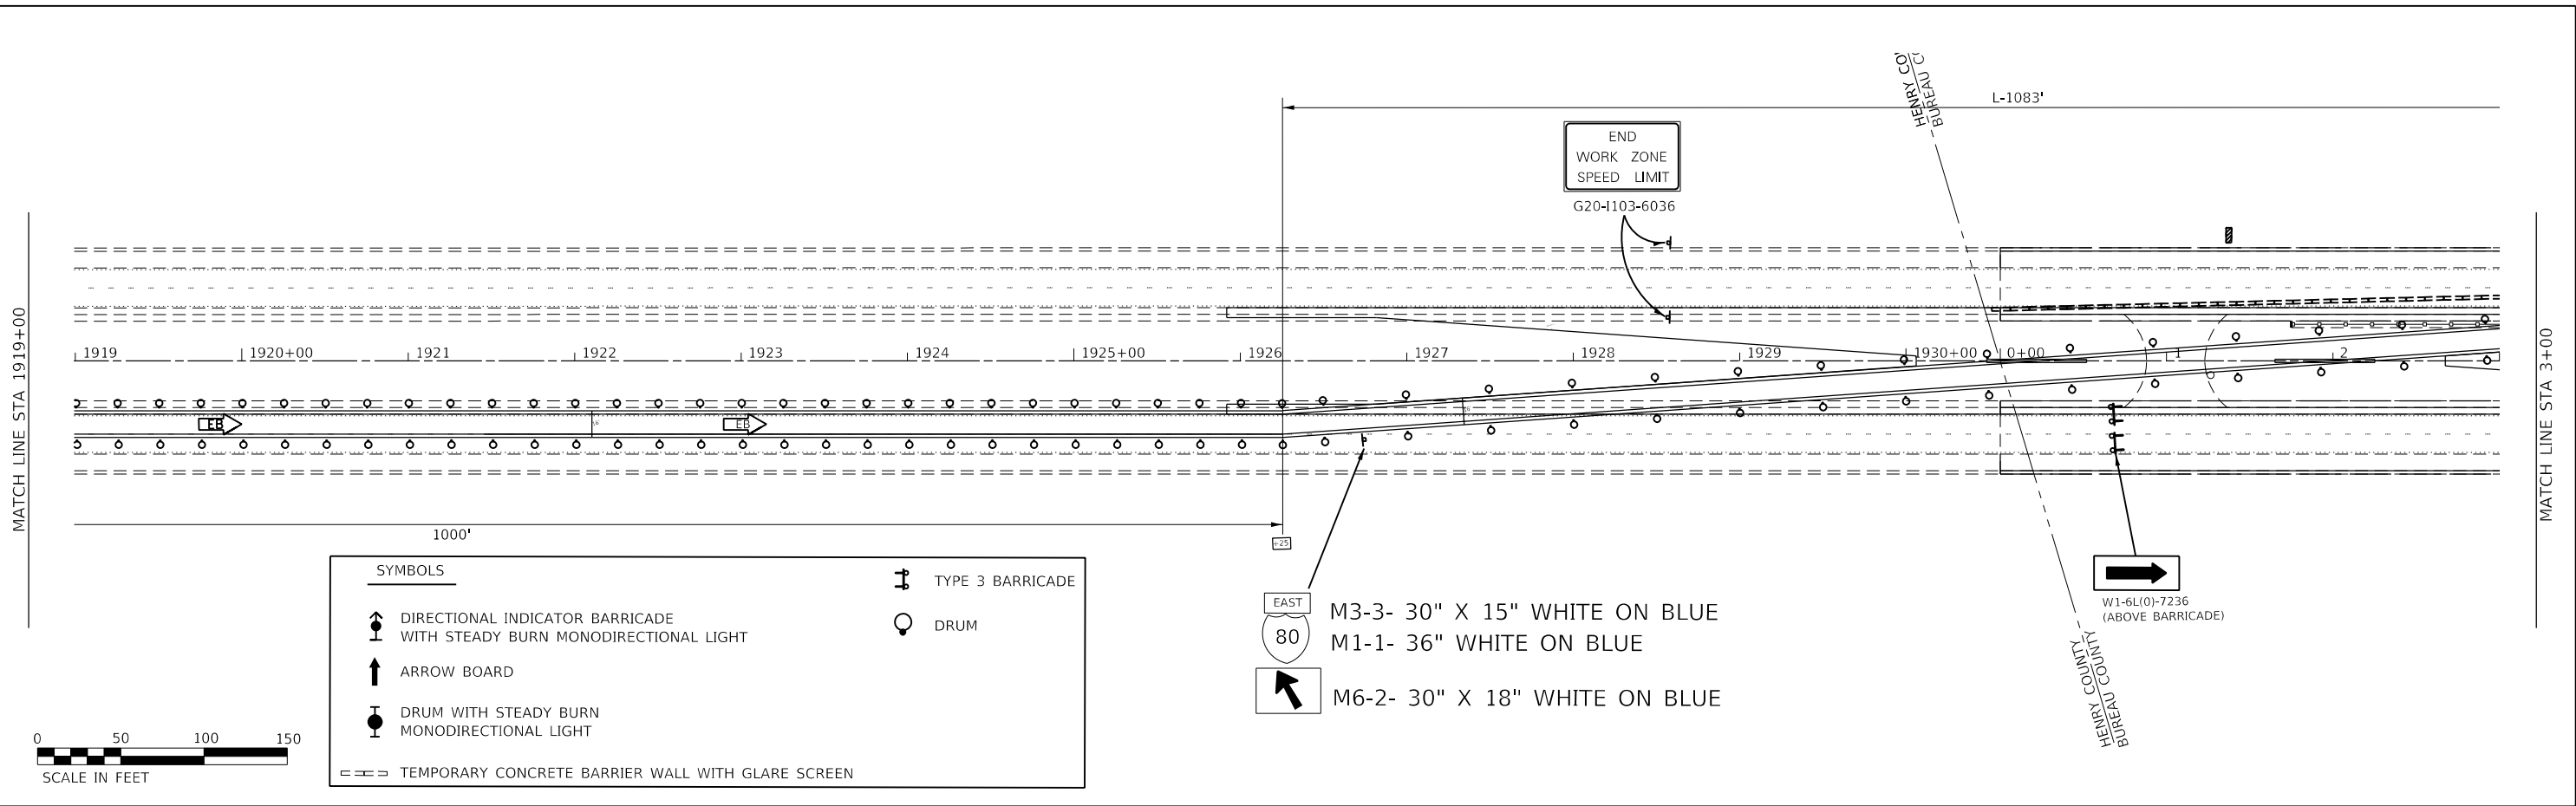 HENRY CO
BUREAU C
L-1083'
END
WORK ZONE
SPEED LIMIT
G20-I103-6036
MATCH LINE STA 1919+00
1919
1920+00
1921
1922
1923
1924
1925+00
1926
1927
1928
1929
1930+00
0+00
1
2
MATCH LINE STA 3+00
EB
EB
1000'
+25
SYMBOLS
DIRECTIONAL INDICATOR BARRICADE
WITH STEADY BURN MONODIRECTIONAL LIGHT
ARROW BOARD
DRUM WITH STEADY BURN
MONODIRECTIONAL LIGHT
TEMPORARY CONCRETE BARRIER WALL WITH GLARE SCREEN
TYPE 3 BARRICADE
DRUM
EAST
80
M3-3- 30" X 15" WHITE ON BLUE
M1-1- 36" WHITE ON BLUE
M6-2- 30" X 18" WHITE ON BLUE
W1-6L(0)-7236
(ABOVE BARRICADE)
HENRY COUNTY
BUREAU COUNTY
0 50 100 150
SCALE IN FEET